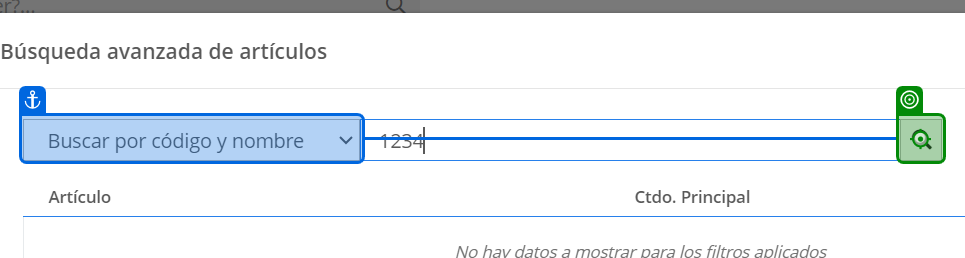 er?...
Búsqueda avanzada de artículos
Buscar por código y nombre 1234
Artículo Ctdo. Principal
No hay datos a mostrar para los filtros aplicados